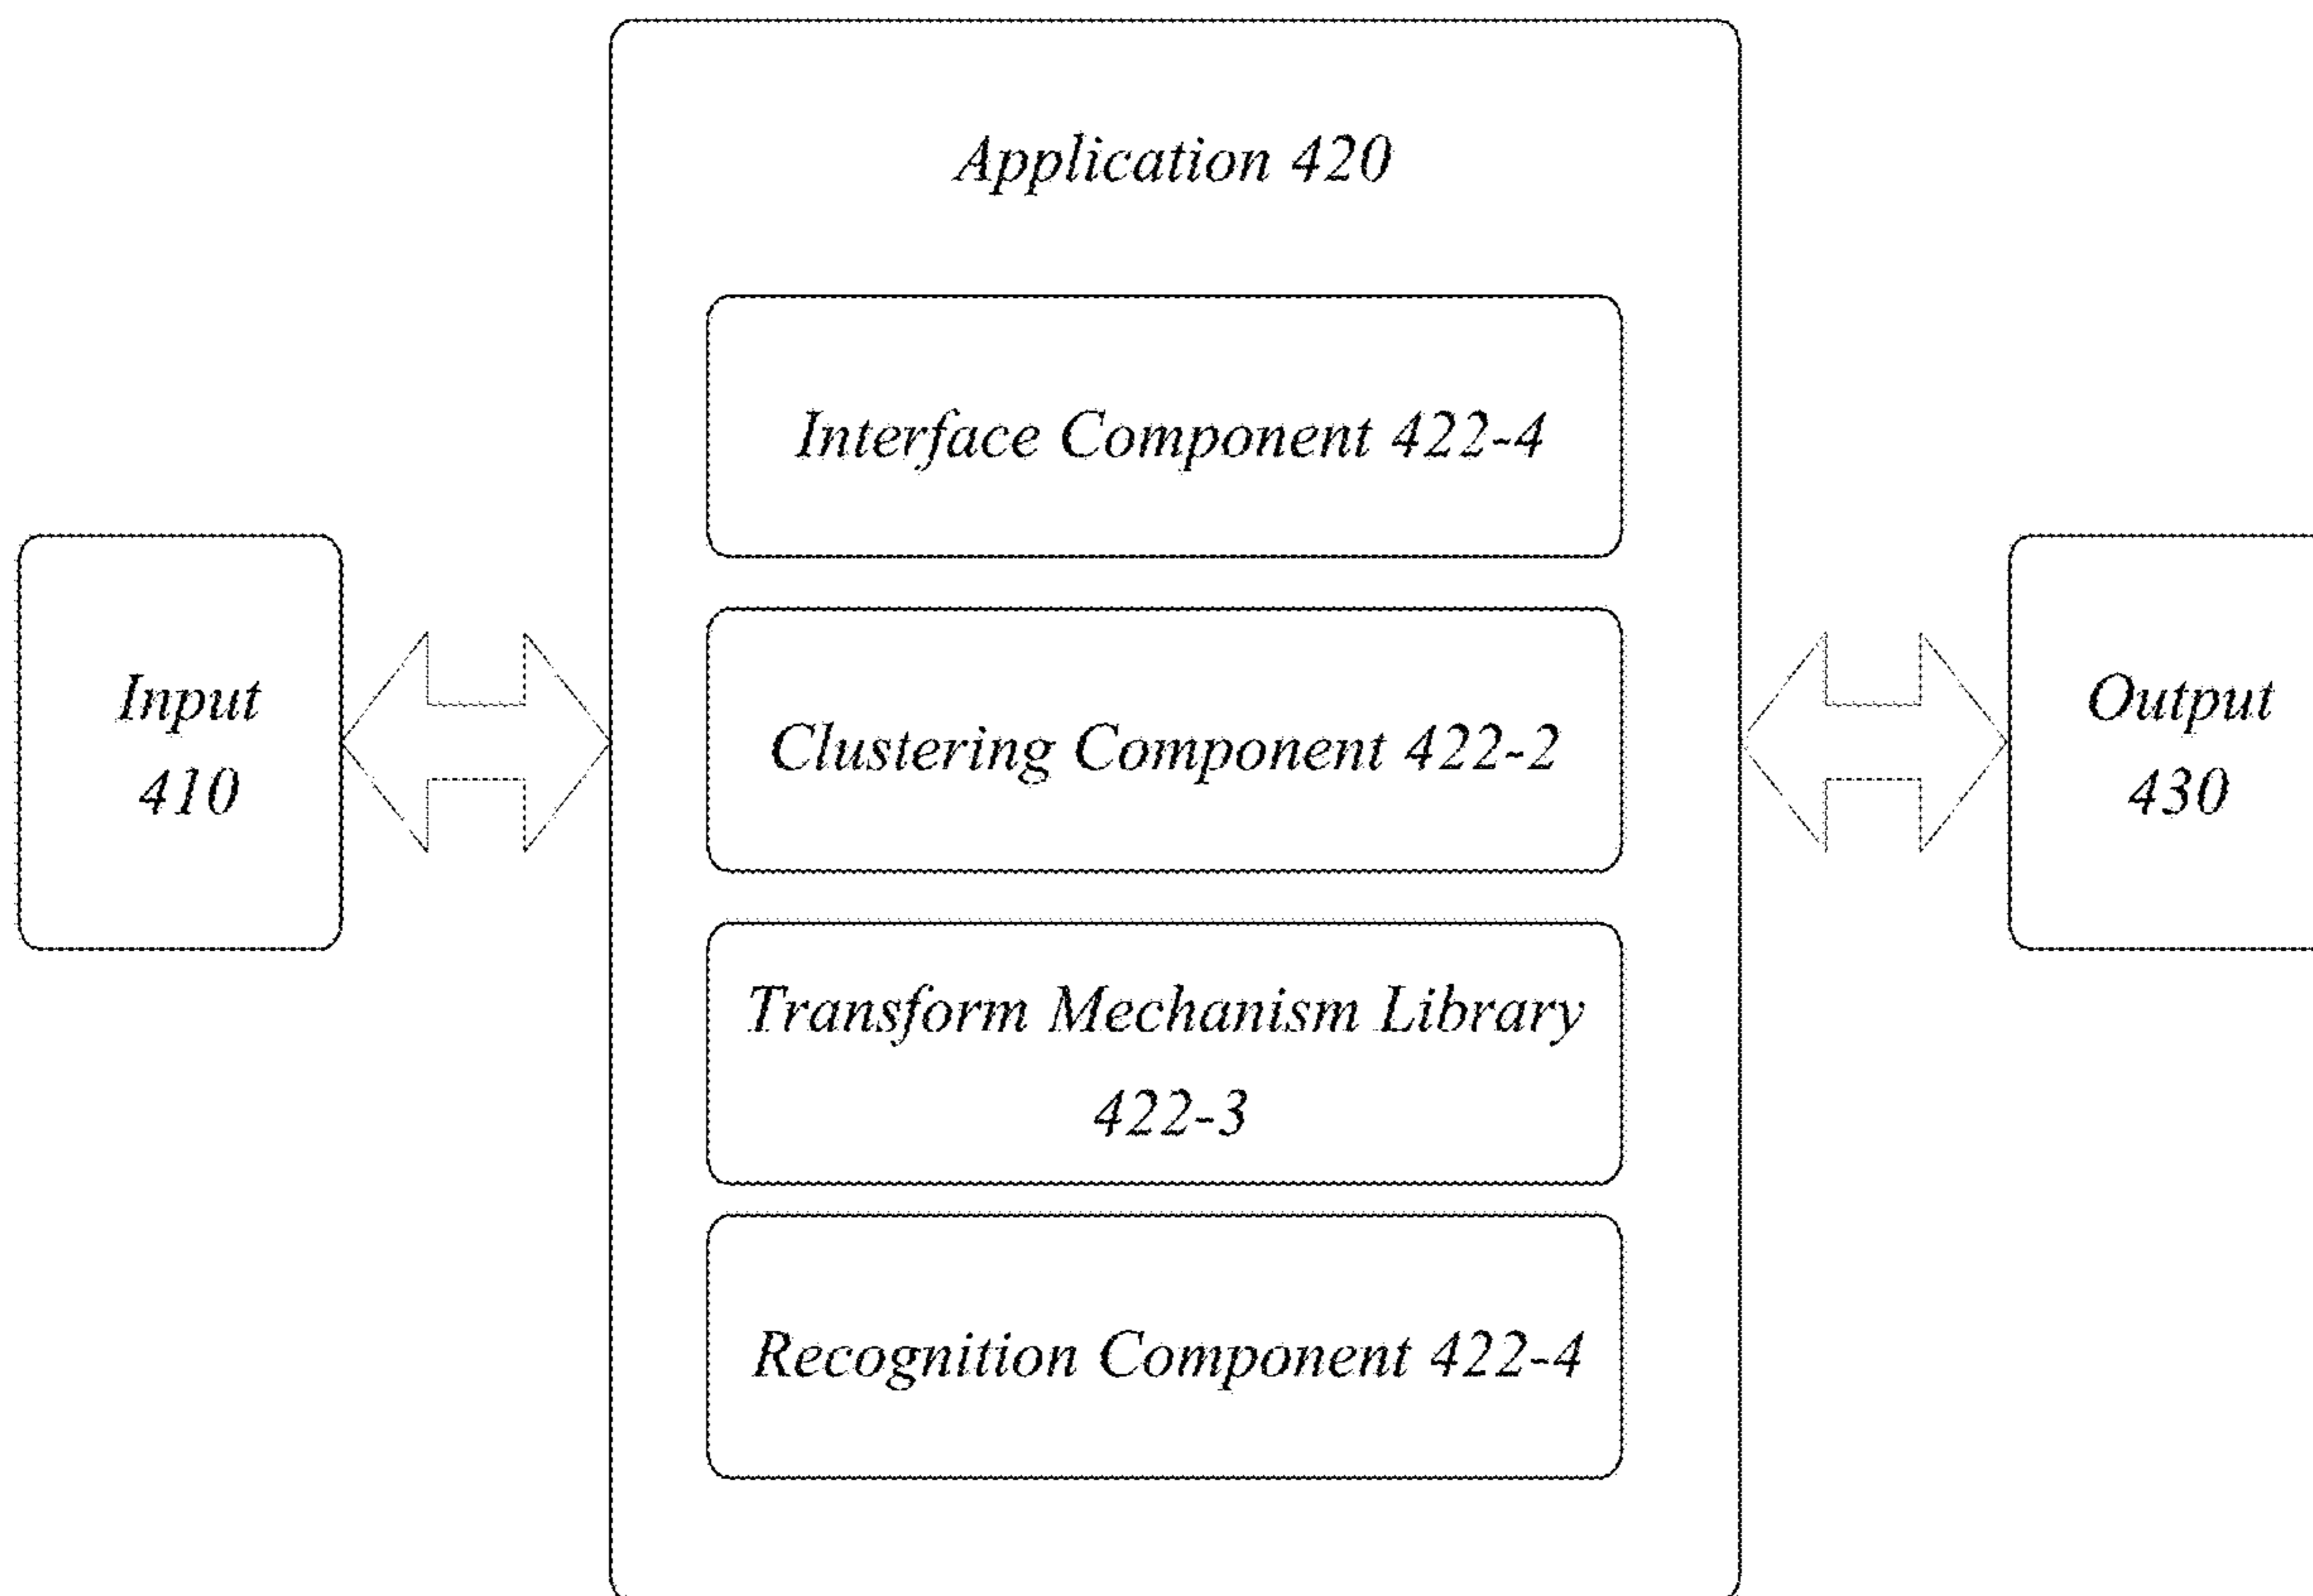 Application 420
Interface Component 422-4
Input
410
Clustering Component 422-2
Output
430
Transform Mechanism Library
422-3
Recognition Component 422-4